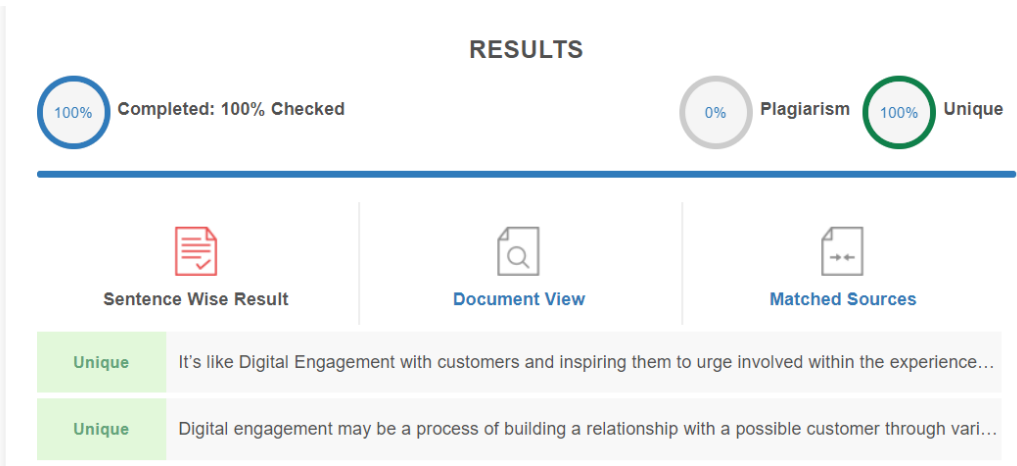 RESULTS
100% Completed: 100% Checked 0% Plagiarism 100% Unique
Sentence Wise Result Document View Matched Sources
Unique It’s like Digital Engagement with customers and inspiring them to urge involved within the experience…
Unique Digital engagement may be a process of building a relationship with a possible customer through vari…